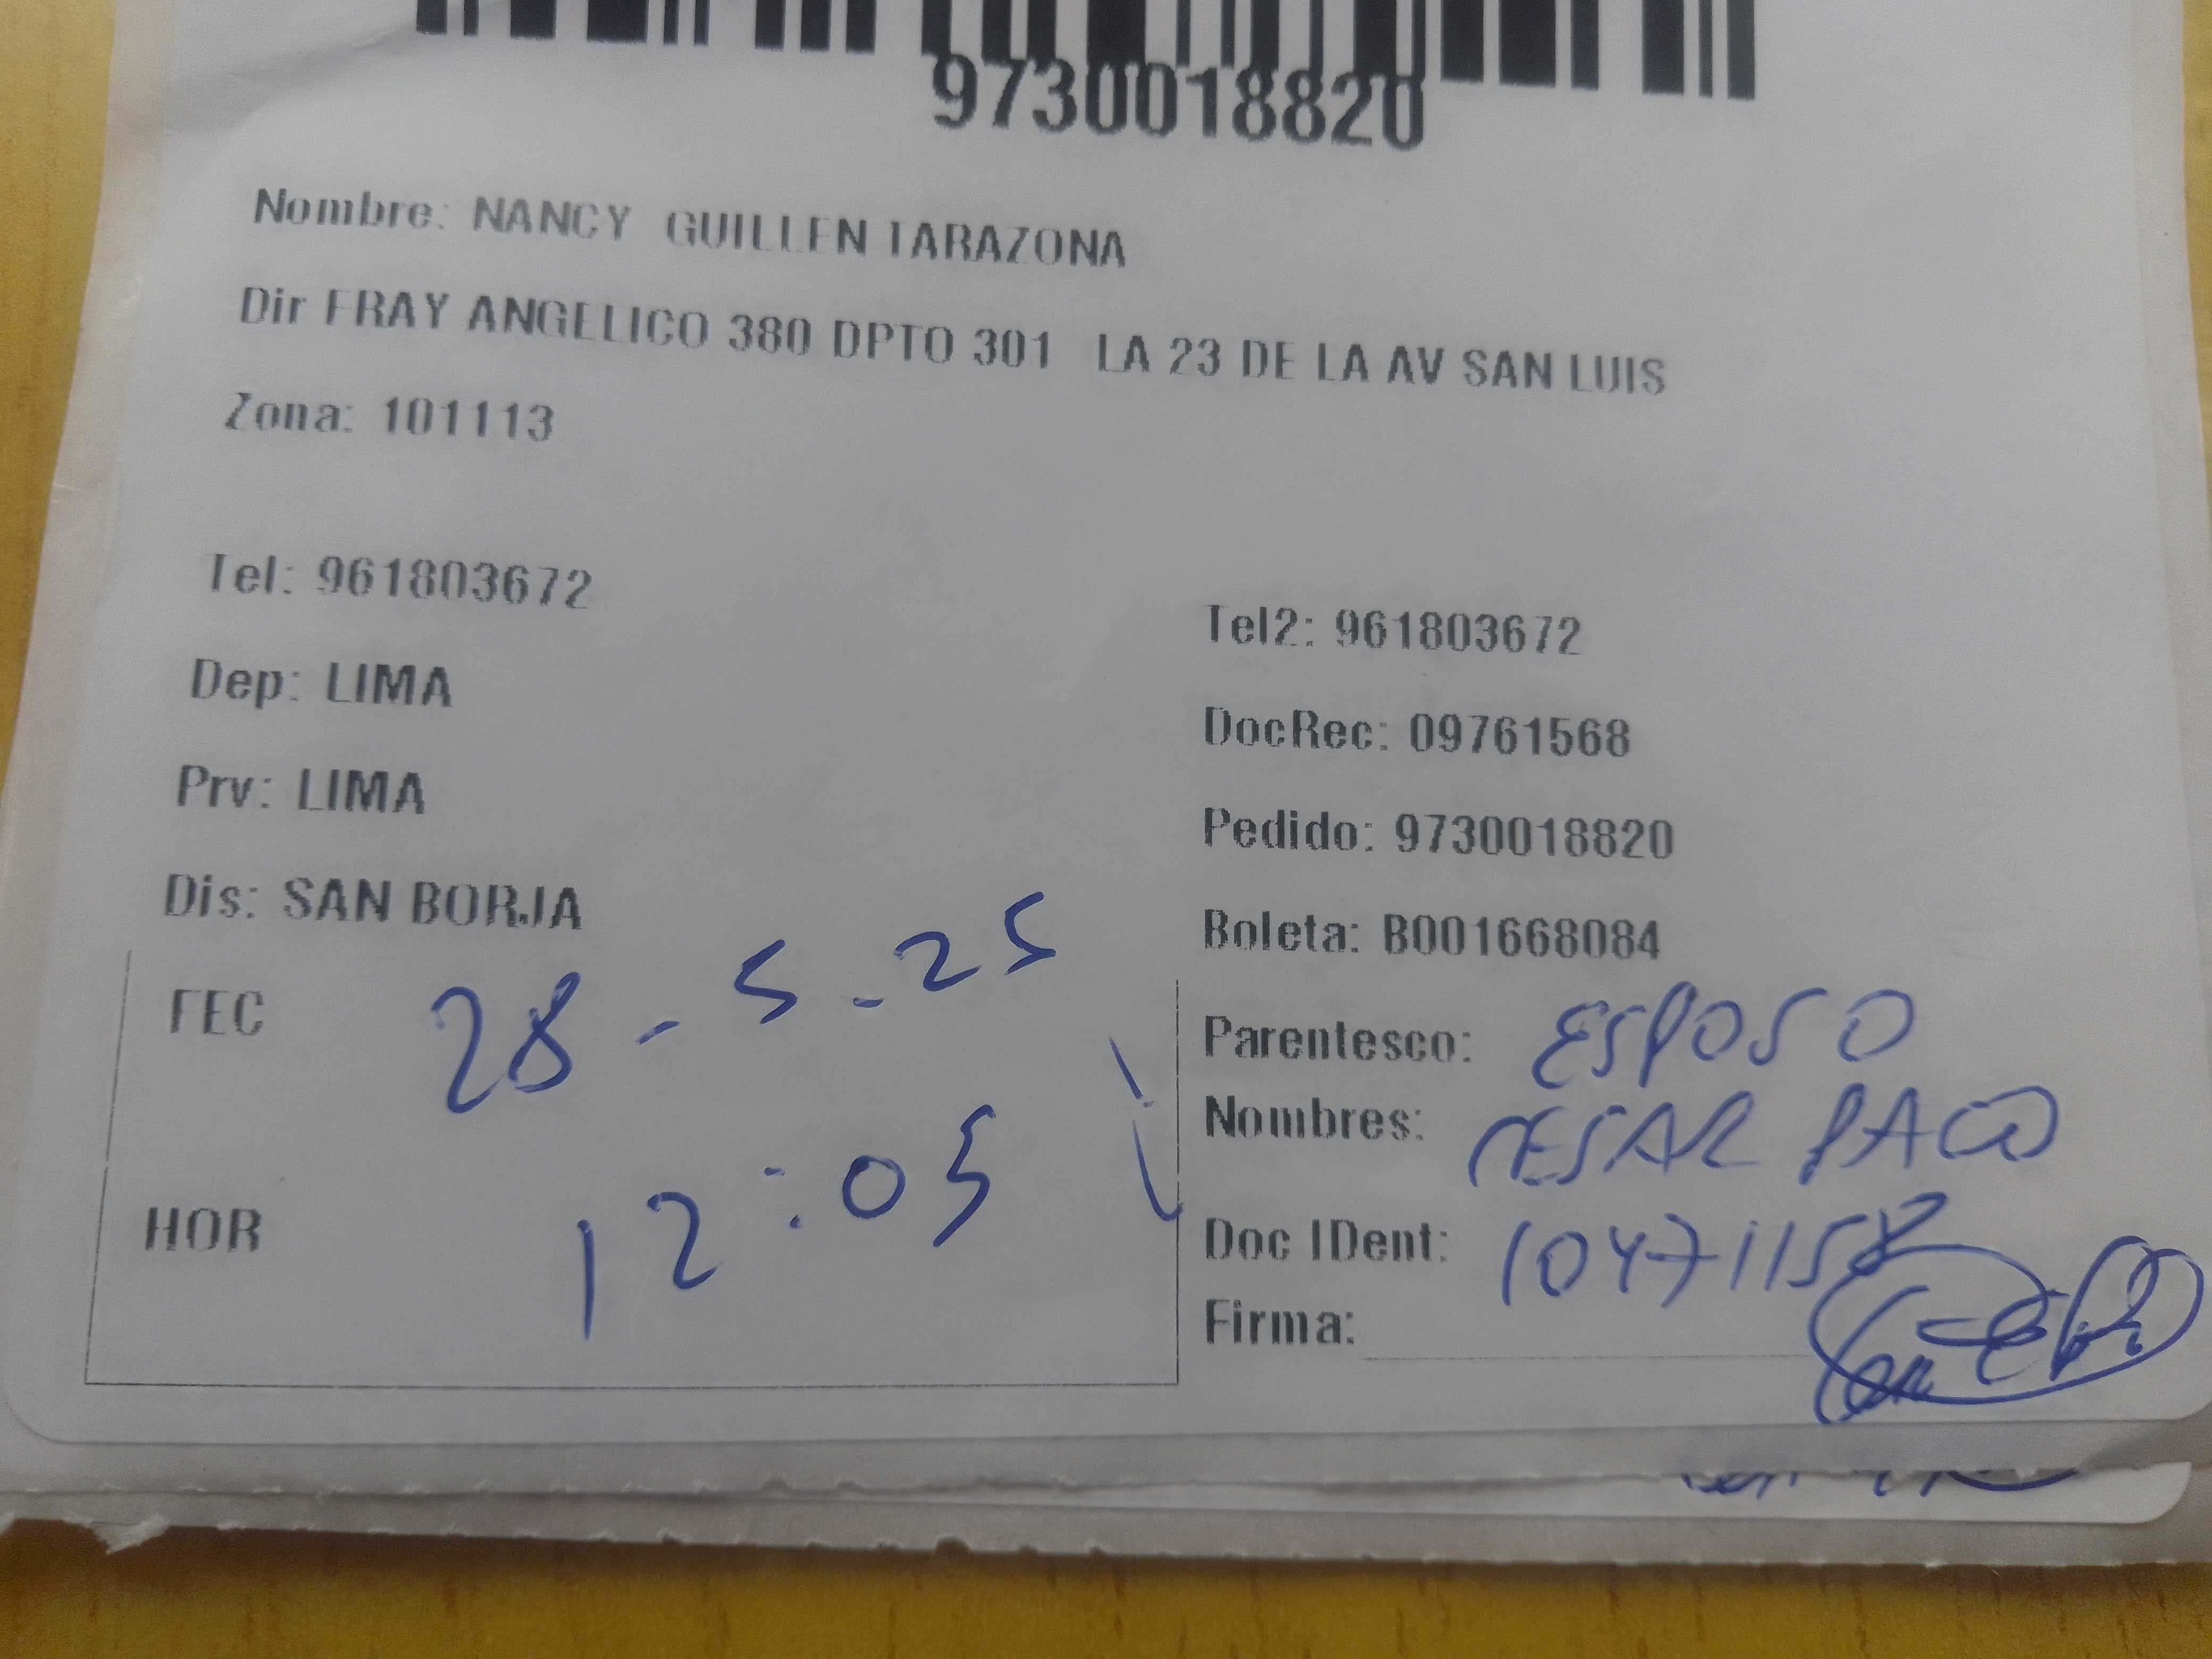 9730018820
Nombre: NANCY GUILLEN TARAZONA
Dir FRAY ANGELICO 380 DPTO 301 LA 23 DE LA AV SAN LUIS
Zona: 101113
Tel: 961803672
Tel2: 961803672
Dep: LIMA
DocRec: 09761568
Prv: LIMA
Pedido: 9730018820
Dis: SAN BORJA
Boleta: B001668084
FEC 28-5-25
Parentesco: ESPOSO
Nombres: CESAR PACO
HOR 12:05
Doc IDent: 10471158
Firma: